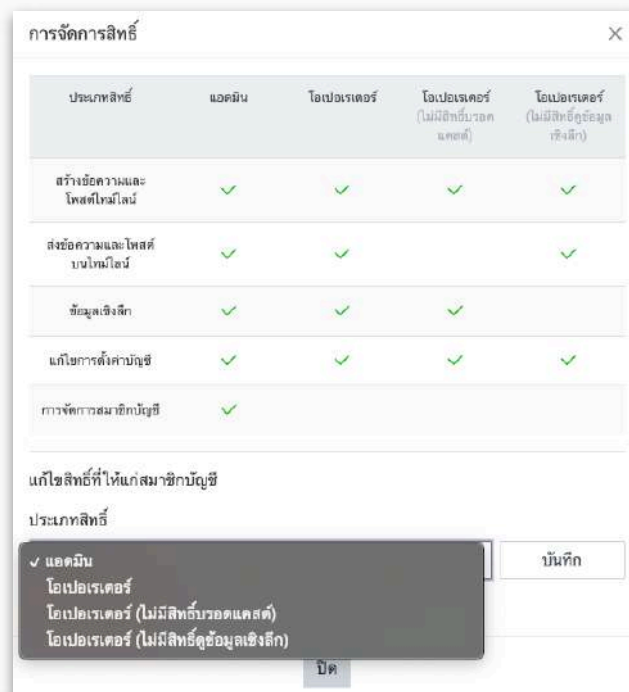 การจัดการสิทธิ์
ประเภทสิทธิ์ แอดมิน โอเปอเรเตอร์ โอเปอเรเตอร์ (ไม่มีสิทธิ์บรอดแคสต์) โอเปอเรเตอร์ (ไม่มีสิทธิ์ดูข้อมูลเชิงลึก)
สร้างข้อความและ
โพสต์ไทม์ไลน์
ส่งข้อความและโพสต์
บนไทม์ไลน์
ข้อมูลเชิงลึก
แก้ไขการตั้งค่าบัญชี
การจัดการสมาชิกบัญชี
แก้ไขสิทธิ์ที่ให้แก่สมาชิกบัญชี
ประเภทสิทธิ์
แอดมิน
บันทึก
โอเปอเรเตอร์
โอเปอเรเตอร์ (ไม่มีสิทธิ์บรอดแคสต์)
โอเปอเรเตอร์ (ไม่มีสิทธิ์ดูข้อมูลเชิงลึก)
ปิด